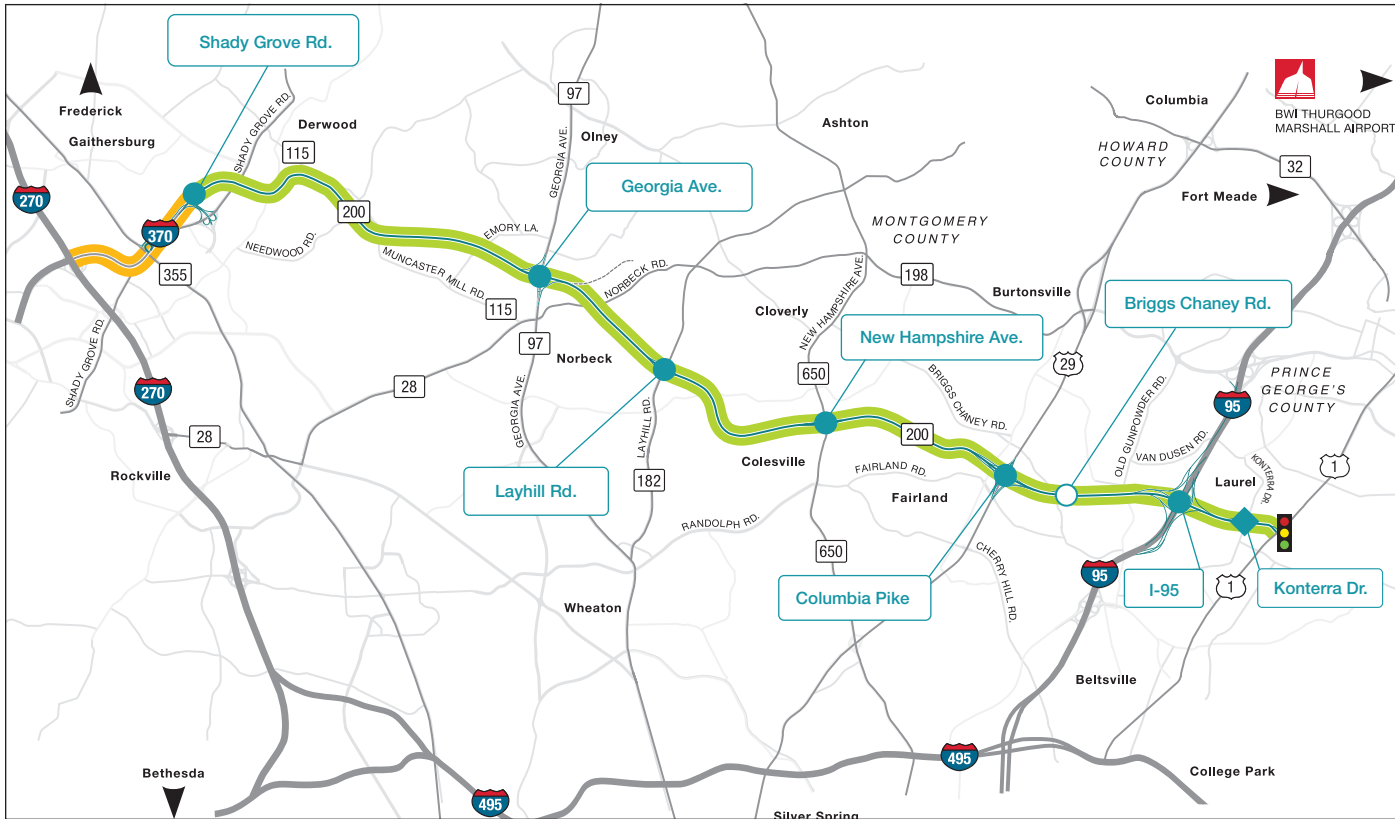 Shady Grove Rd.
Frederick
Gaithersburg
SHADY GROVE RD.
Derwood
115
97
GEORGIA AVE.
Olney
Ashton
Columbia
BWI THURGOOD
MARSHALL AIRPORT
HOWARD
COUNTY
32
Fort Meade
270
370
200
Georgia Ave.
355
NEEDWOOD RD.
EMORY LA.
MUNCASTER MILL RD.
115
NORBECK RD.
MONTGOMERY
COUNTY
198
Burtonsville
Briggs Chaney Rd.
Cloverly
NEW HAMPSHIRE AVE.
New Hampshire Ave.
SHADY GROVE RD.
270
97
Norbeck
28
650
BRIGGS CHANEY RD.
29
OLD GUNPOWDER RD.
95
PRINCE
GEORGE'S
COUNTY
28
Rockville
GEORGIA AVE.
LAYHILL RD.
Layhill Rd.
182
Colesville
200
FAIRLAND RD.
Fairland
VAN DUSEN RD.
KONTERRA DR.
Laurel
1
RANDOLPH RD.
650
CHERRY HILL RD.
95
1
Wheaton
Columbia Pike
I-95
Konterra Dr.
Beltsville
Bethesda
495
495
College Park
Silver Spring